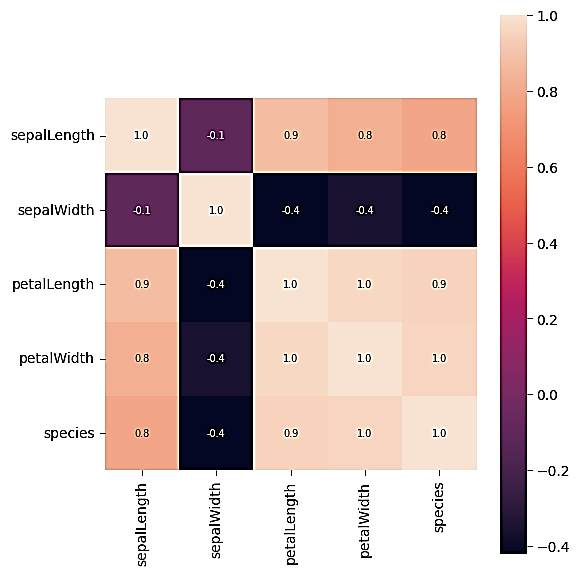 1.0
0.8
sepalLength 1.0 -0.1 0.9 0.8 0.8
0.6
sepalWidth -0.1 1.0 -0.4 -0.4 -0.4
0.4
petalLength 0.9 -0.4 1.0 1.0 0.9
0.2
petalWidth 0.8 -0.4 1.0 1.0 1.0
0.0
species 0.8 -0.4 0.9 1.0 1.0
−0.2
−0.4
sepalLength
sepalWidth
petalLength
petalWidth
species